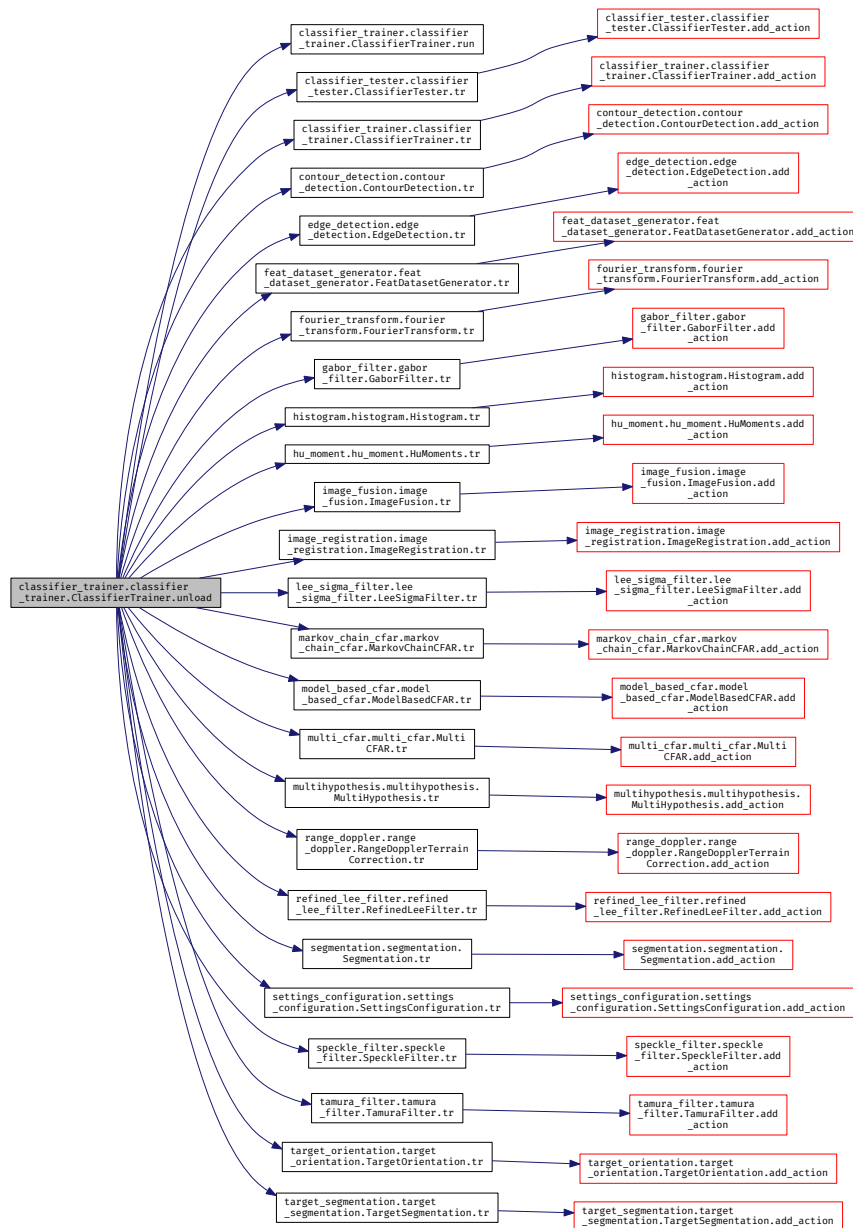 classifier_trainer.classifier
_trainer.ClassifierTrainer.run
classifier_tester.classifier
_tester.ClassifierTester.add_action
classifier_tester.classifier
_tester.ClassifierTester.tr
classifier_trainer.classifier
_trainer.ClassifierTrainer.add_action
classifier_trainer.classifier
_trainer.ClassifierTrainer.tr
contour_detection.contour
_detection.ContourDetection.add_action
contour_detection.contour
_detection.ContourDetection.tr
edge_detection.edge
_detection.EdgeDetection.add
_action
edge_detection.edge
_detection.EdgeDetection.tr
feat_dataset_generator.feat
_dataset_generator.FeatDatasetGenerator.add_action
feat_dataset_generator.feat
_dataset_generator.FeatDatasetGenerator.tr
fourier_transform.fourier
_transform.FourierTransform.add_action
fourier_transform.fourier
_transform.FourierTransform.tr
gabor_filter.gabor
_filter.GaborFilter.add
_action
gabor_filter.gabor
_filter.GaborFilter.tr
histogram.histogram.Histogram.add
_action
histogram.histogram.Histogram.tr
hu_moment.hu_moment.HuMoments.add
_action
hu_moment.hu_moment.HuMoments.tr
image_fusion.image
_fusion.ImageFusion.add
_action
image_fusion.image
_fusion.ImageFusion.tr
image_registration.image
_registration.ImageRegistration.add_action
image_registration.image
_registration.ImageRegistration.tr
classifier_trainer.classifier
_trainer.ClassifierTrainer.unload
lee_sigma_filter.lee
_sigma_filter.LeeSigmaFilter.tr
lee_sigma_filter.lee
_sigma_filter.LeeSigmaFilter.add
_action
markov_chain_cfar.markov
_chain_cfar.MarkovChainCFAR.tr
markov_chain_cfar.markov
_chain_cfar.MarkovChainCFAR.add_action
model_based_cfar.model
_based_cfar.ModelBasedCFAR.tr
model_based_cfar.model
_based_cfar.ModelBasedCFAR.add
_action
multi_cfar.multi_cfar.Multi
CFAR.tr
multi_cfar.multi_cfar.Multi
CFAR.add_action
multihypothesis.multihypothesis.
MultiHypothesis.tr
multihypothesis.multihypothesis.
MultiHypothesis.add_action
range_doppler.range
_doppler.RangeDopplerTerrain
Correction.tr
range_doppler.range
_doppler.RangeDopplerTerrain
Correction.add_action
refined_lee_filter.refined
_lee_filter.RefinedLeeFilter.tr
refined_lee_filter.refined
_lee_filter.RefinedLeeFilter.add_action
segmentation.segmentation.
Segmentation.tr
segmentation.segmentation.
Segmentation.add_action
settings_configuration.settings
_configuration.SettingsConfiguration.tr
settings_configuration.settings
_configuration.SettingsConfiguration.add_action
speckle_filter.speckle
_filter.SpeckleFilter.tr
speckle_filter.speckle
_filter.SpeckleFilter.add
_action
tamura_filter.tamura
_filter.TamuraFilter.tr
tamura_filter.tamura
_filter.TamuraFilter.add
_action
target_orientation.target
_orientation.TargetOrientation.tr
target_orientation.target
_orientation.TargetOrientation.add_action
target_segmentation.target
_segmentation.TargetSegmentation.tr
target_segmentation.target
_segmentation.TargetSegmentation.add_action